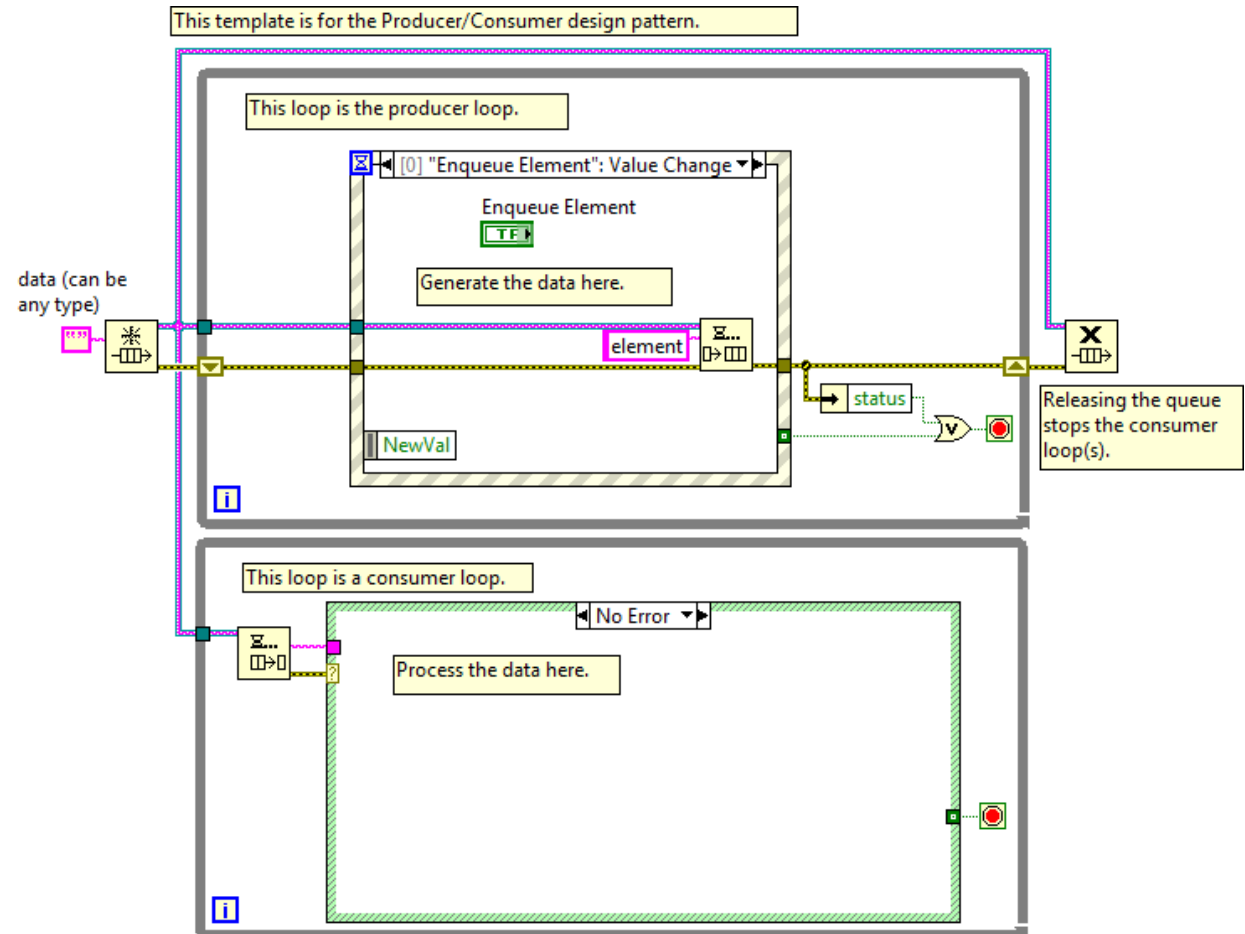 This template is for the Producer/Consumer design pattern.
This loop is the producer loop.
[0] "Enqueue Element": Value Change
Enqueue Element
TF
data (can be
any type)
Generate the data here.
element
status
NewVal
Releasing the queue
stops the consumer
loop(s).
i
This loop is a consumer loop.
No Error
?
Process the data here.
i